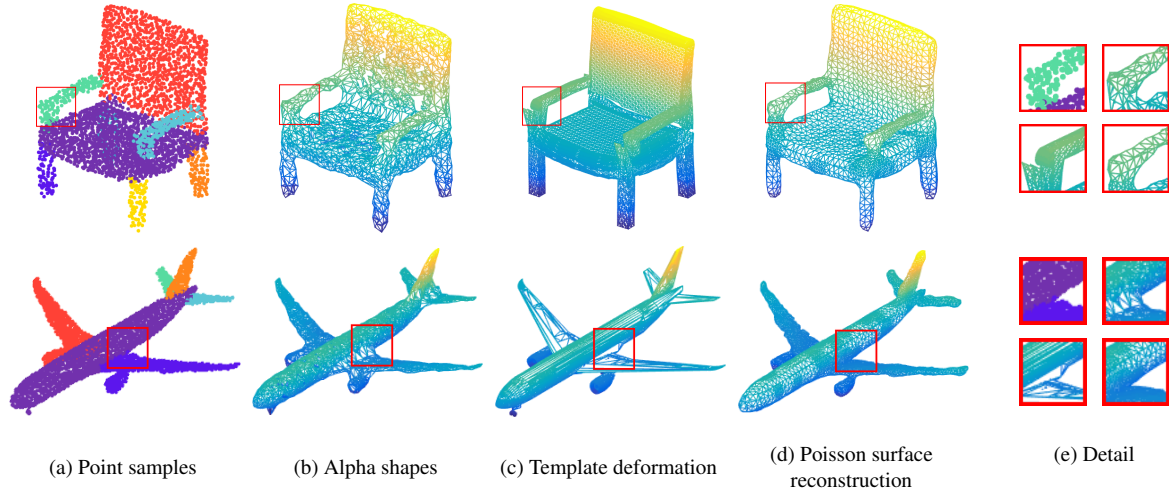 (a) Point samples
(b) Alpha shapes
(c) Template deformation
(d) Poisson surface
reconstruction
(e) Detail